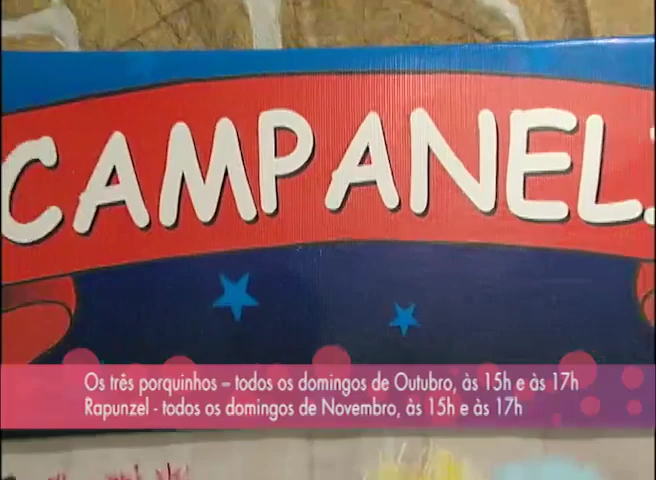 CAMPANEL
Os três porquinhos – todos os domingos de Outubro, às 15h e às 17h
Rapunzel - todos os domingos de Novembro, às 15h e às 17h